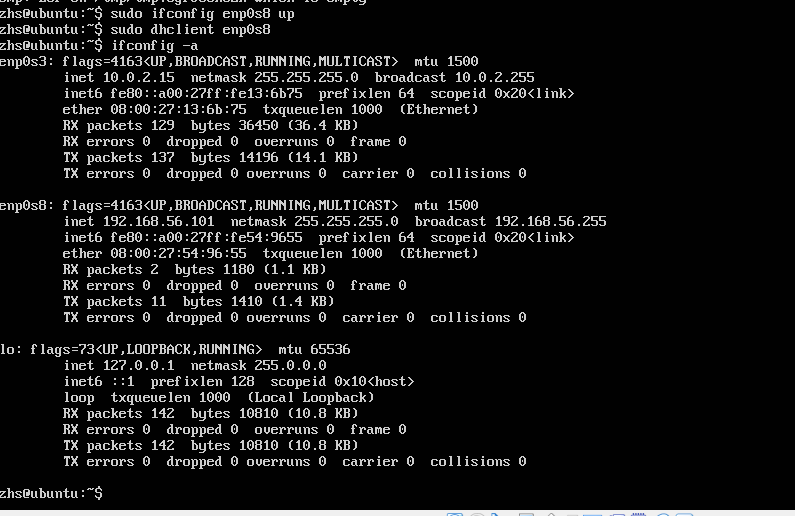 zhs@ubuntu:~$ sudo ifconfig enp0s8 up
zhs@ubuntu:~$ sudo dhclient enp0s8
zhs@ubuntu:~$ ifconfig -a
enp0s3: flags=4163<UP,BROADCAST,RUNNING,MULTICAST>  mtu 1500
        inet 10.0.2.15  netmask 255.255.255.0  broadcast 10.0.2.255
        inet6 fe80::a00:27ff:fe13:6b75  prefixlen 64  scopeid 0x20<link>
        ether 08:00:27:13:6b:75  txqueuelen 1000  (Ethernet)
        RX packets 129  bytes 36450 (36.4 KB)
        RX errors 0  dropped 0  overruns 0  frame 0
        TX packets 137  bytes 14196 (14.1 KB)
        TX errors 0  dropped 0 overruns 0  carrier 0  collisions 0

enp0s8: flags=4163<UP,BROADCAST,RUNNING,MULTICAST>  mtu 1500
        inet 192.168.56.101  netmask 255.255.255.0  broadcast 192.168.56.255
        inet6 fe80::a00:27ff:fe54:9655  prefixlen 64  scopeid 0x20<link>
        ether 08:00:27:54:96:55  txqueuelen 1000  (Ethernet)
        RX packets 2  bytes 1180 (1.1 KB)
        RX errors 0  dropped 0  overruns 0  frame 0
        TX packets 11  bytes 1410 (1.4 KB)
        TX errors 0  dropped 0 overruns 0  carrier 0  collisions 0

lo: flags=73<UP,LOOPBACK,RUNNING>  mtu 65536
        inet 127.0.0.1  netmask 255.0.0.0
        inet6 ::1  prefixlen 128  scopeid 0x10<host>
        loop  txqueuelen 1000  (Local Loopback)
        RX packets 142  bytes 10810 (10.8 KB)
        RX errors 0  dropped 0  overruns 0  frame 0
        TX packets 142  bytes 10810 (10.8 KB)
        TX errors 0  dropped 0 overruns 0  carrier 0  collisions 0

zhs@ubuntu:~$